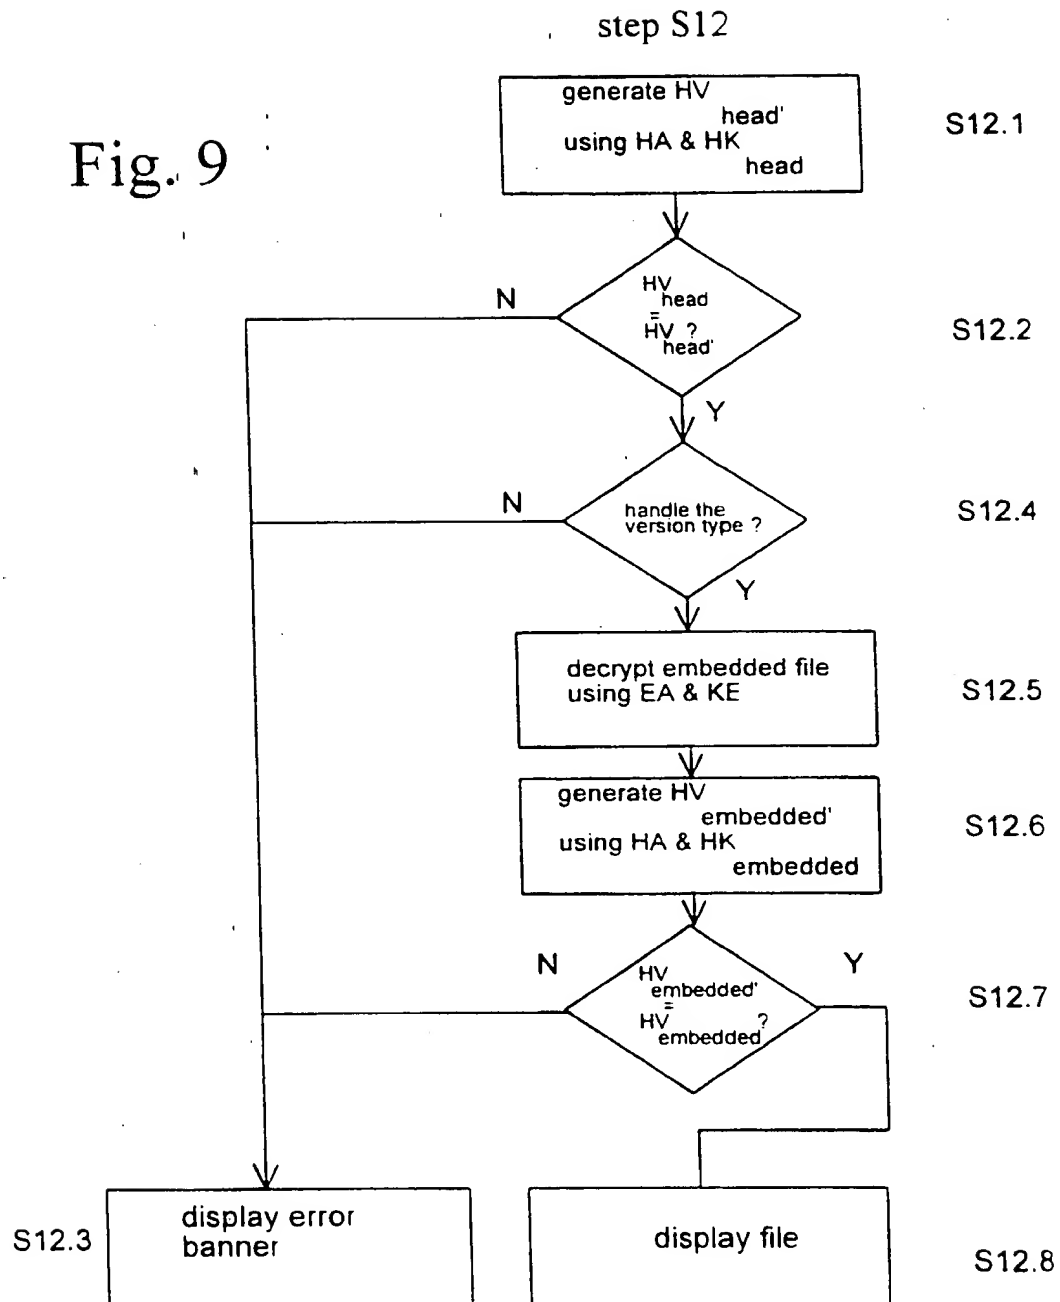 step S12
Fig. 9
generate HV
head'
using HA & HK
head
S12.1
HV
head
=
HV ?
head'
N
S12.2
Y
handle the
version type ?
N
S12.4
Y
decrypt embedded file
using EA & KE
S12.5
generate HV
embedded'
using HA & HK
embedded
S12.6
N
HV
embedded'
=
HV ?
embedded
Y
S12.7
S12.3
display error
banner
display file
S12.8